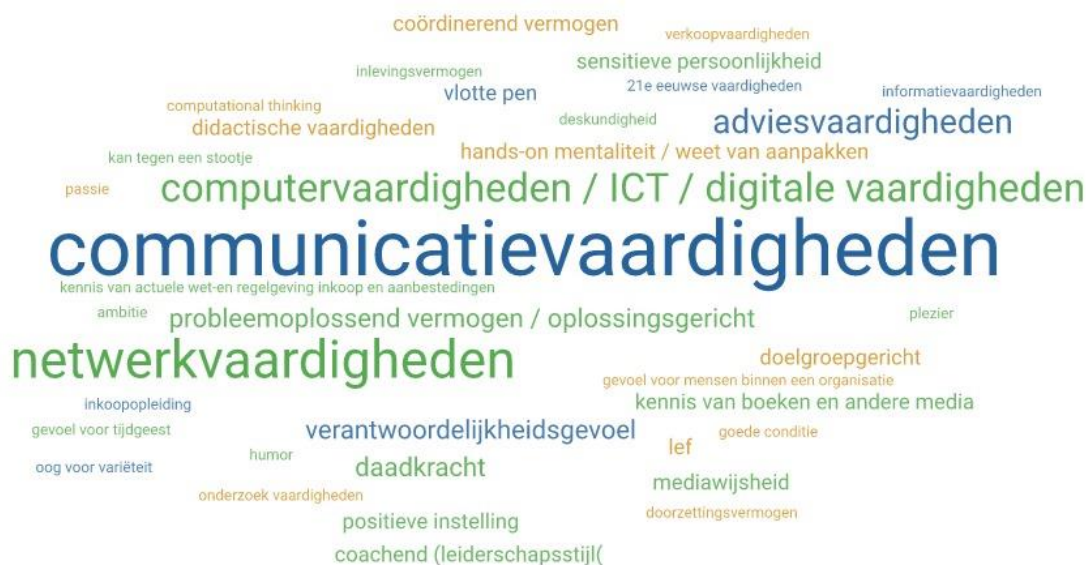 coördinerend vermogen
verkoopvaardigheden
sensitieve persoonlijkheid
inlevingsvermogen
vlotte pen
21e eeuwse vaardigheden
informatievaardigheden
computational thinking
didactische vaardigheden
deskundigheid
adviesvaardigheden
kan tegen een stootje
hands-on mentaliteit / weet van aanpakken
passie
computervaardigheden / ICT / digitale vaardigheden
communicatievaardigheden
kennis van actuele wet-en regelgeving inkoop en aanbestedingen
ambitie
probleemoplossend vermogen / oplossingsgericht
plezier
netwerkvaardigheden
doelgroepgericht
gevoel voor mensen binnen een organisatie
inkoopopleiding
kennis van boeken en andere media
gevoel voor tijdgeest
verantwoordelijkheidsgevoel
goede conditie
lef
humor
oog voor variëteit
daadkracht
mediawijsheid
onderzoek vaardigheden
doorzettingsvermogen
positieve instelling
coachend (leiderschapsstijl(